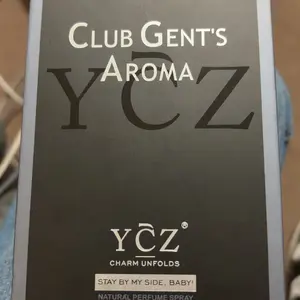 CLUB GENT'S
AROMA
YCZ
YCZ®
CHARM UNFOLDS
STAY BY MY SIDE, BABY!
NATURAL PERFUME SPRAY